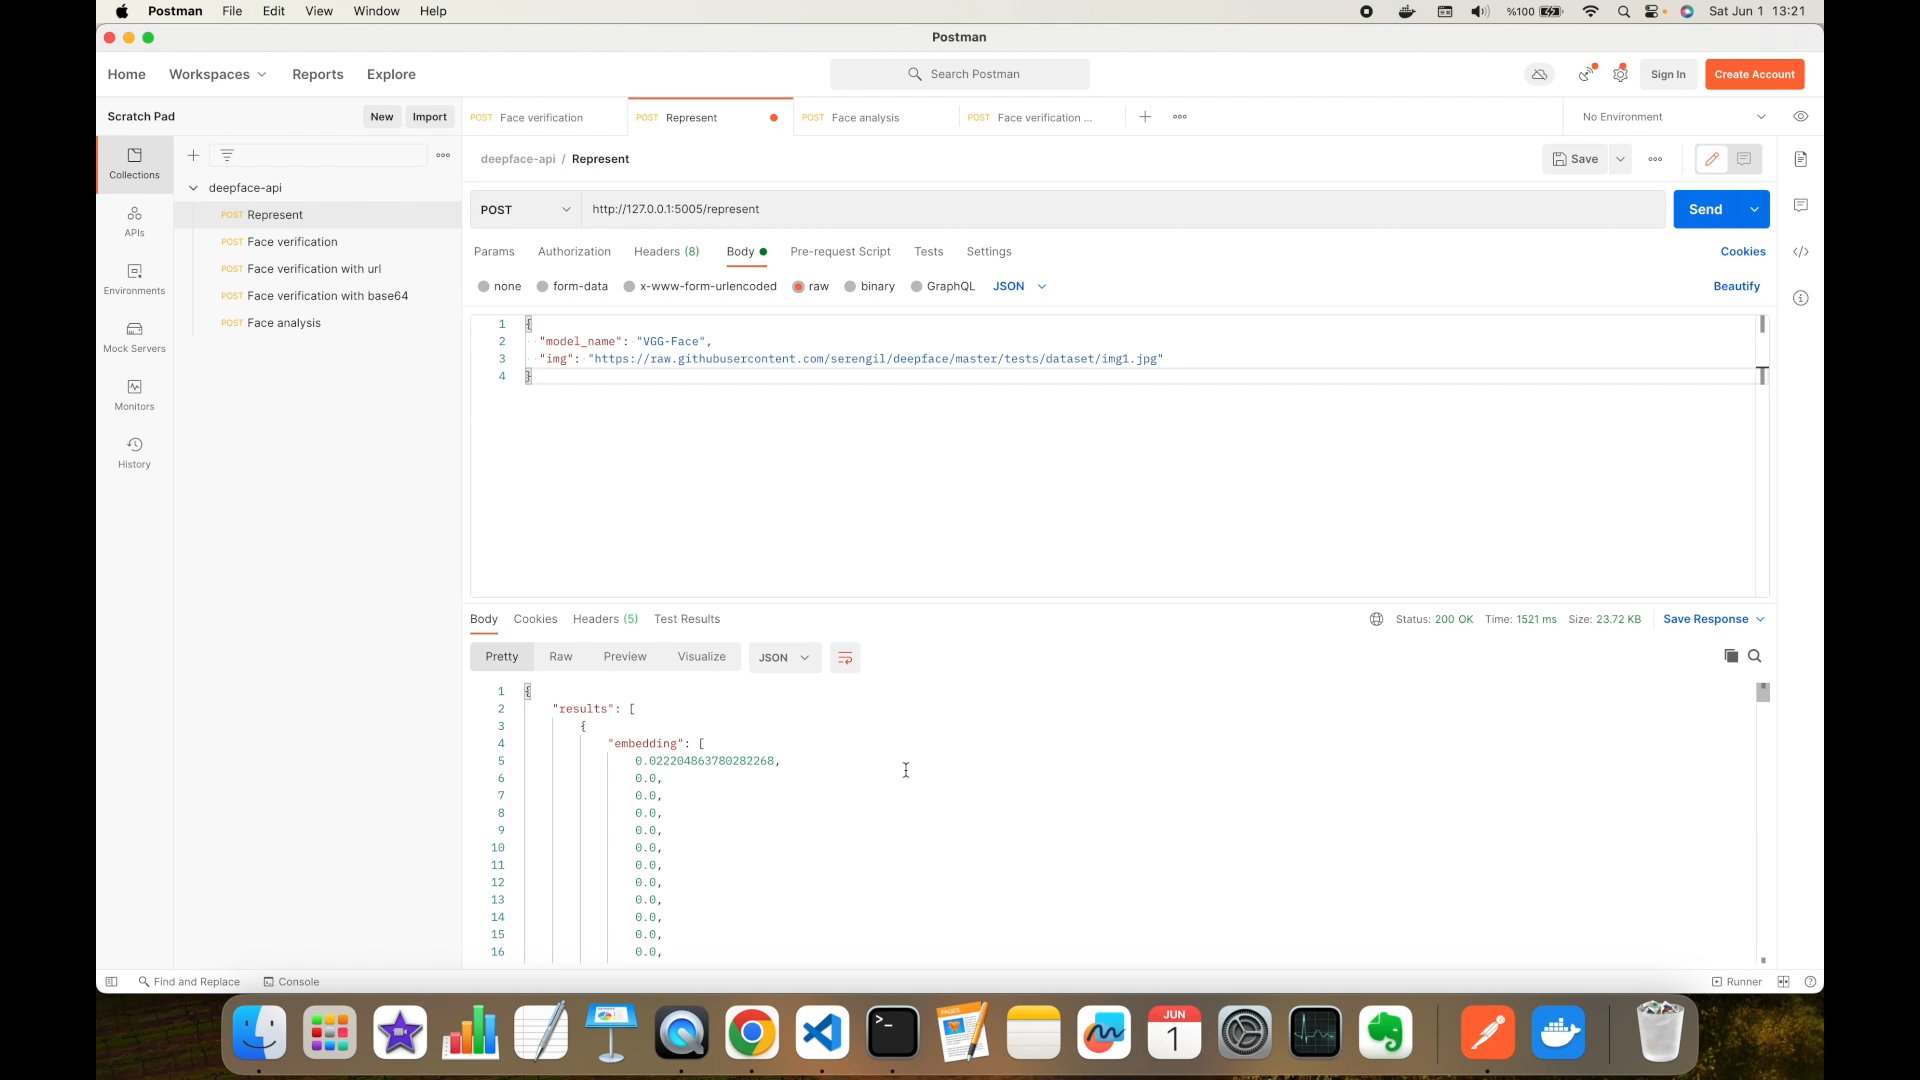 Postman File Edit View Window Help %100 Sat Jun 1 13:21
Postman
Home Workspaces Reports Explore Search Postman Sign In Create Account
Scratch Pad New Import POST Face verification POST Represent POST Face analysis POST Face verification ... No Environment
Collections
APIs
Environments
Mock Servers
Monitors
History
deepface-api
POST Represent
POST Face verification
POST Face verification with url
POST Face verification with base64
POST Face analysis
deepface-api / Represent Save
POST http://127.0.0.1:5005/represent Send
Params Authorization Headers (8) Body Pre-request Script Tests Settings Cookies
none form-data x-www-form-urlencoded raw binary GraphQL JSON Beautify
1 {
2 "model_name": "VGG-Face",
3 "img": "https://raw.githubusercontent.com/serengil/deepface/master/tests/dataset/img1.jpg"
4 }
Body Cookies Headers (5) Test Results Status: 200 OK Time: 1521 ms Size: 23.72 KB Save Response
Pretty Raw Preview Visualize JSON
1 {
2 "results": [
3 {
4 "embedding": [
5 0.022204863780282268,
6 0.0,
7 0.0,
8 0.0,
9 0.0,
10 0.0,
11 0.0,
12 0.0,
13 0.0,
14 0.0,
15 0.0,
16 0.0,
Find and Replace Console Runner
PAGES
JUN
1